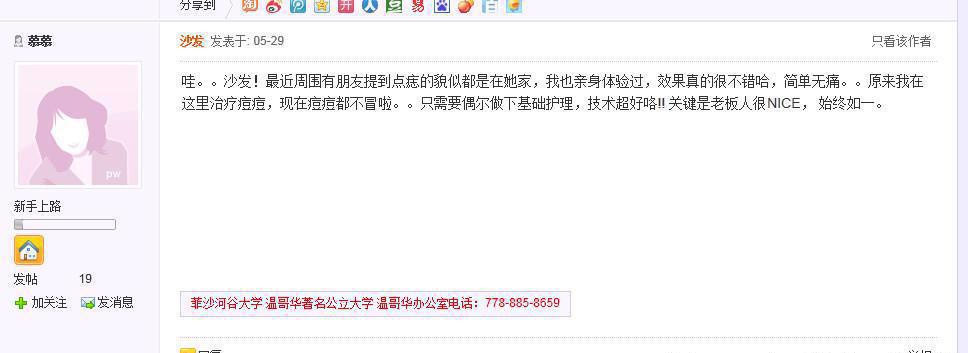 分享到
慕慕
沙发 发表于: 05-29
只看该作者
哇。。沙发！最近周围有朋友提到点痣的貌似都是在她家，我也亲身体验过，效果真的很不错哈，简单无痛。。原来我在
这里治疗痘痘，现在痘痘都不冒啦。。只需要偶尔做下基础护理，技术超好咯!! 关键是老板人很NICE， 始终如一。
pw
新手上路
发帖 19
加关注 发消息
菲沙河谷大学 温哥华著名公立大学 温哥华办公室电话：778-885-8659